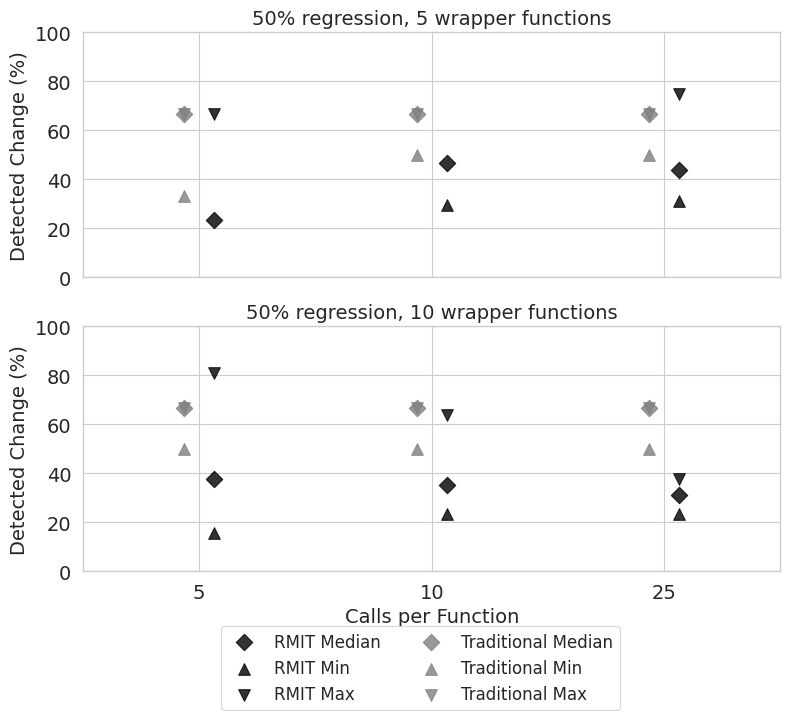 50% regression, 5 wrapper functions
Detected Change (%)
100
80
60
40
20
0
50% regression, 10 wrapper functions
Detected Change (%)
100
80
60
40
20
0
5 10 25
Calls per Function
RMIT Median Traditional Median
RMIT Min Traditional Min
RMIT Max Traditional Max